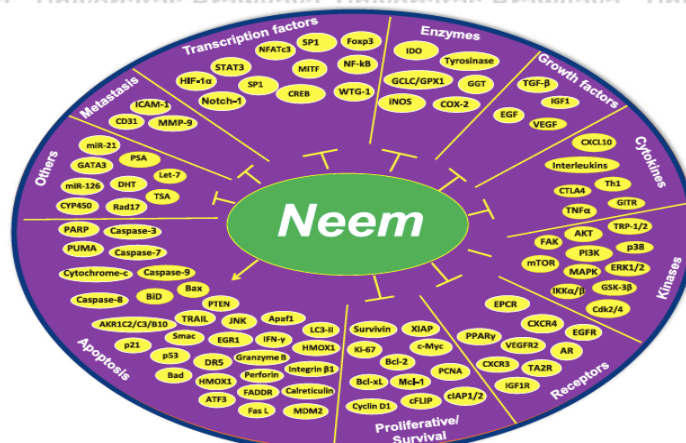 Transcription factors
NFATc3
SP1
Foxp3
STAT3
MITF
NF-kB
HIF-1α
SP1
CREB
WTG-1
Notch-1
Enzymes
IDO
Tyrosinase
GCLC/GPX1
GGT
iNOS
COX-2
Growth factors
TGF-β
IGF1
EGF
VEGF
Cytokines
CXCL10
Interleukins
CTLA4
Th1
TNFα
GITR
Kinases
AKT
TRP-1/2
FAK
PI3K
p38
mTOR
MAPK
ERK1/2
IKKα/β
GSK-3β
Cdk2/4
Receptors
EPCR
CXCR4
EGFR
PPARγ
VEGFR2
AR
CXCR3
TA2R
IGF1R
Proliferative/
Survival
Survivin
XIAP
Ki-67
c-Myc
Bcl-2
PCNA
Bcl-xL
Mcl-1
Cyclin D1
cFLIP
cIAP1/2
Apoptosis
PARP
Caspase-3
PUMA
Caspase-7
Cytochrome-c
Caspase-9
Caspase-8
BiD
Bax
PTEN
AKR1C2/C3/B10
TRAIL
JNK
Apaf1
LC3-II
p21
Smac
EGR1
IFN-γ
HMOX1
p53
DR5
Granzyme B
Integrin β1
Bad
HMOX1
Perforin
Calreticulin
ATF3
FADDR
Fas L
MDM2
Others
miR-21
PSA
GATA3
Let-7
miR-126
DHT
TSA
CYP450
Rad17
Metastasis
ICAM-1
CD31
MMP-9
Neem